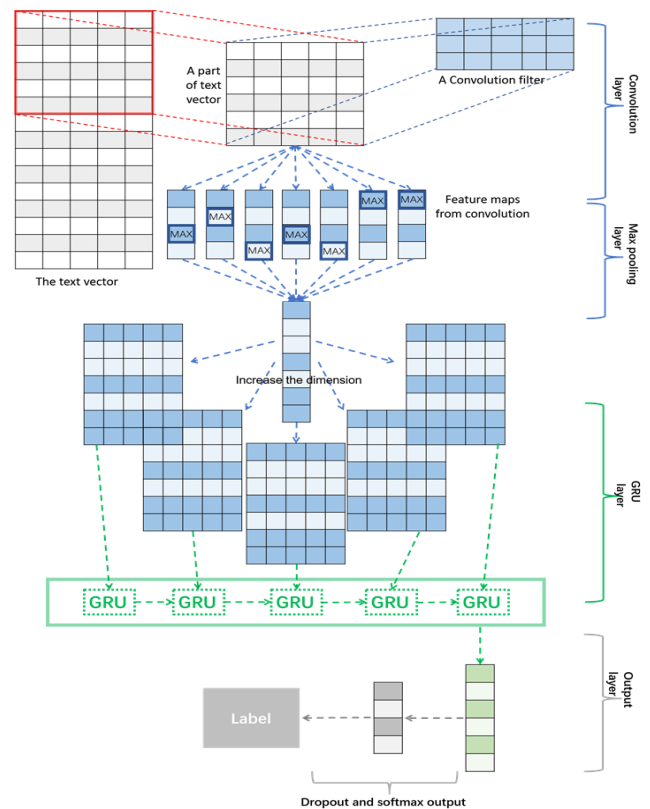 A part
of text
vector
A Convolution filter
Convolution
layer
The text vector
MAX
MAX
MAX
MAX
MAX
MAX
MAX
Feature maps
from convolution
Max pooling
layer
Increase the dimension
GRU
layer
GRU
GRU
GRU
GRU
GRU
Label
Output
layer
Dropout and softmax output